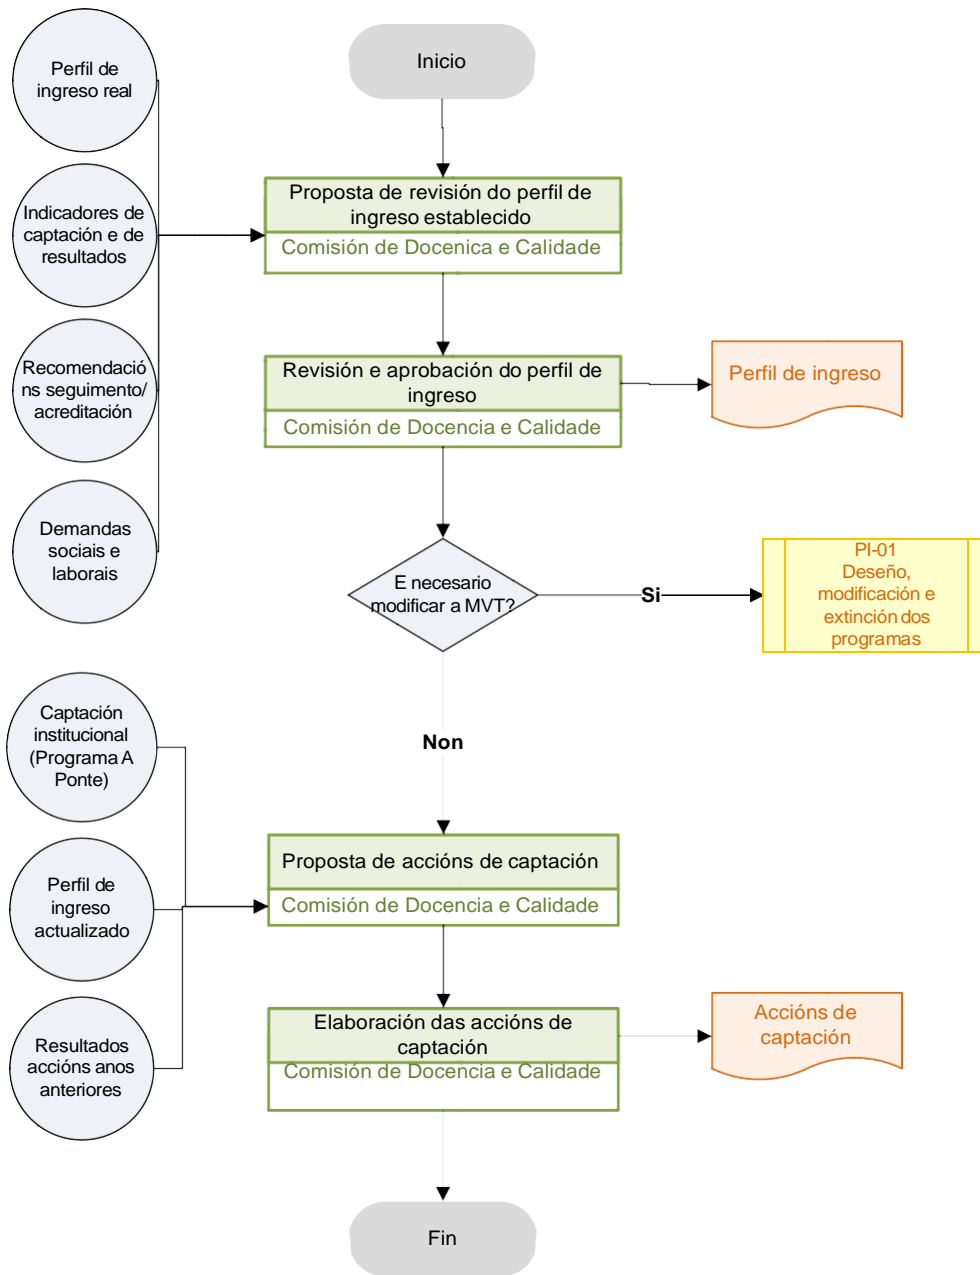 Inicio
Perfil de
ingreso real
Proposta de revisión do perfil de
ingreso establecido
Comisión de Docenica e Calidade
Indicadores de
captación e de
resultados
Recomendació
ns seguimento/
acreditación
Revisión e aprobación do perfil de
ingreso
Comisión de Docencia e Calidade
Perfil de ingreso
Demandas
sociais e
laborais
E necesario
modificar a MVT?
Si
PI-01
Deseño,
modificación e
extinción dos
programas
Non
Captación
institucional
(Programa A
Ponte)
Perfil de
ingreso
actualizado
Resultados
accións anos
anteriores
Proposta de accións de captación
Comisión de Docencia e Calidade
Elaboración das accións de
captación
Comisión de Docencia e Calidade
Accións de
captación
Fin